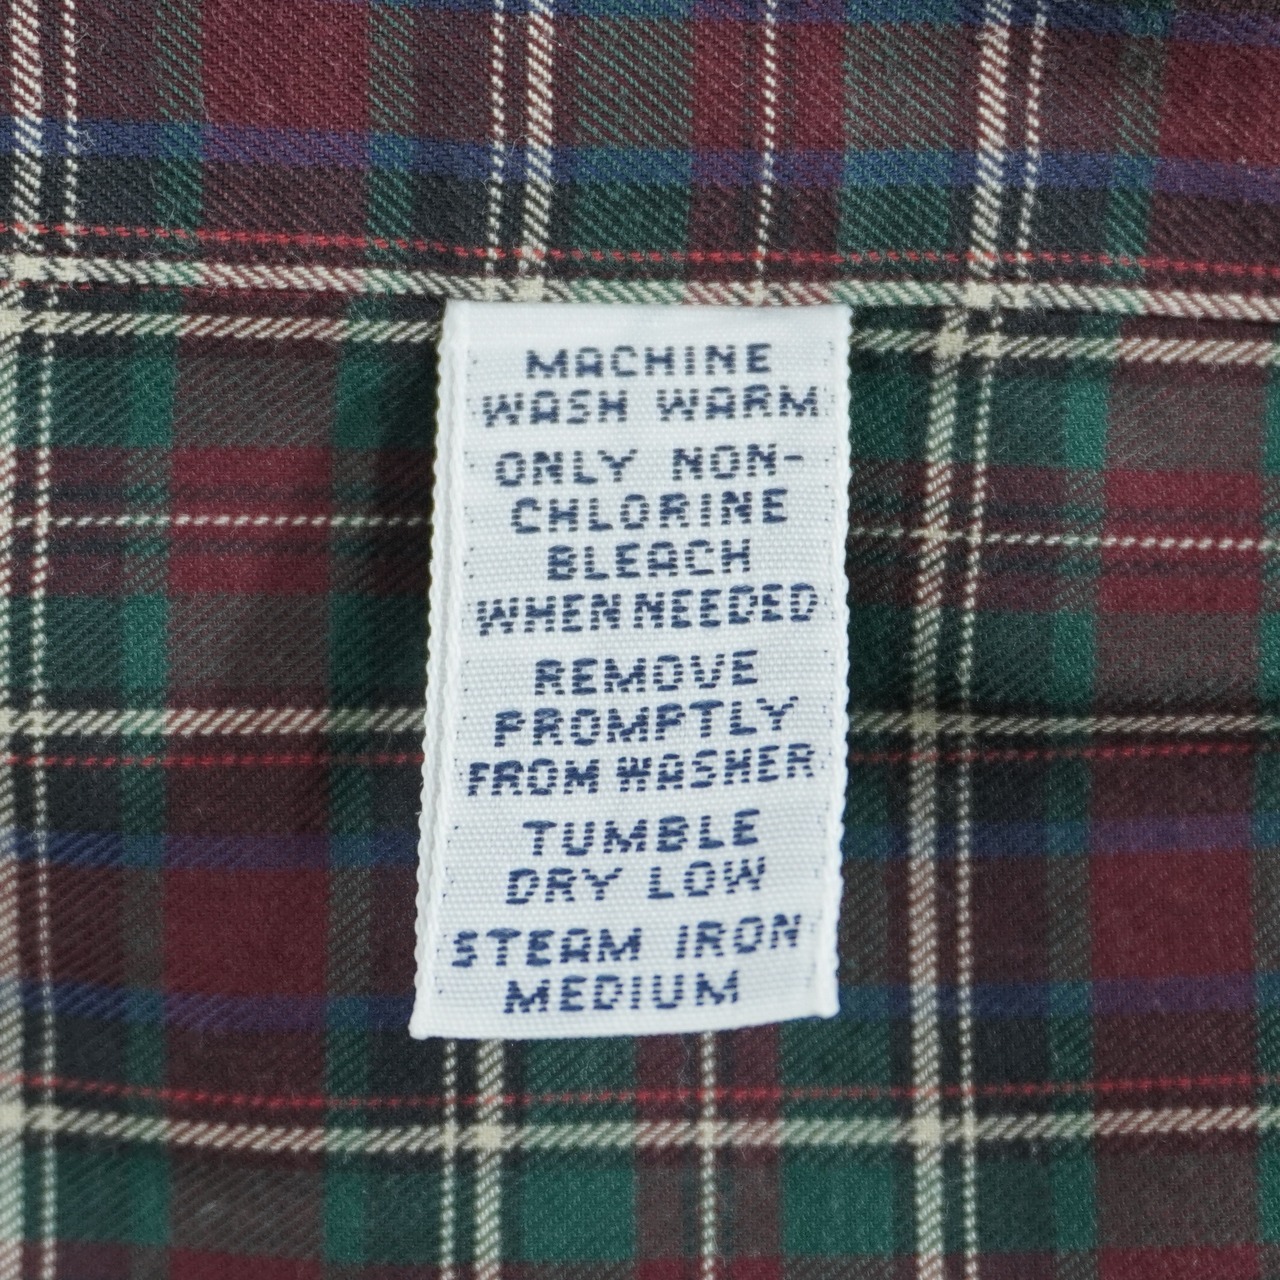 MACHINE
WASH WARM
ONLY NON-
CHLORINE
BLEACH
WHEN NEEDED
REMOVE
PROMPTLY
FROM WASHER
TUMBLE
DRY LOW
STEAM IRON
MEDIUM